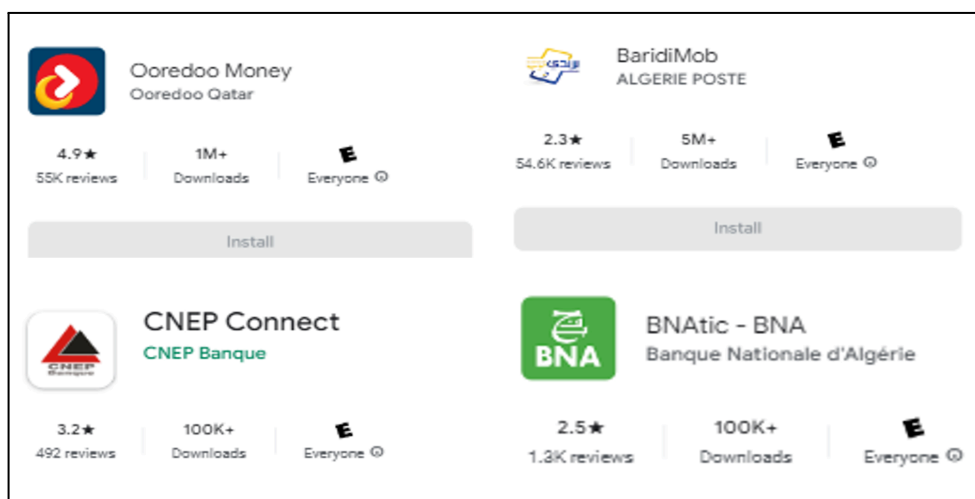 Ooredoo Money
Ooredoo Qatar
4.9★
1M+
E
55K reviews
Downloads
Everyone
Install
BaridiMob
ALGERIE POSTE
2.3★
5M+
E
54.6K reviews
Downloads
Everyone
Install
CNEP Connect
CNEP Banque
CNEP
Banque
3.2★
100K+
E
492 reviews
Downloads
Everyone
BNA
BNAtic - BNA
Banque Nationale d'Algérie
2.5★
100K+
E
1.3K reviews
Downloads
Everyone